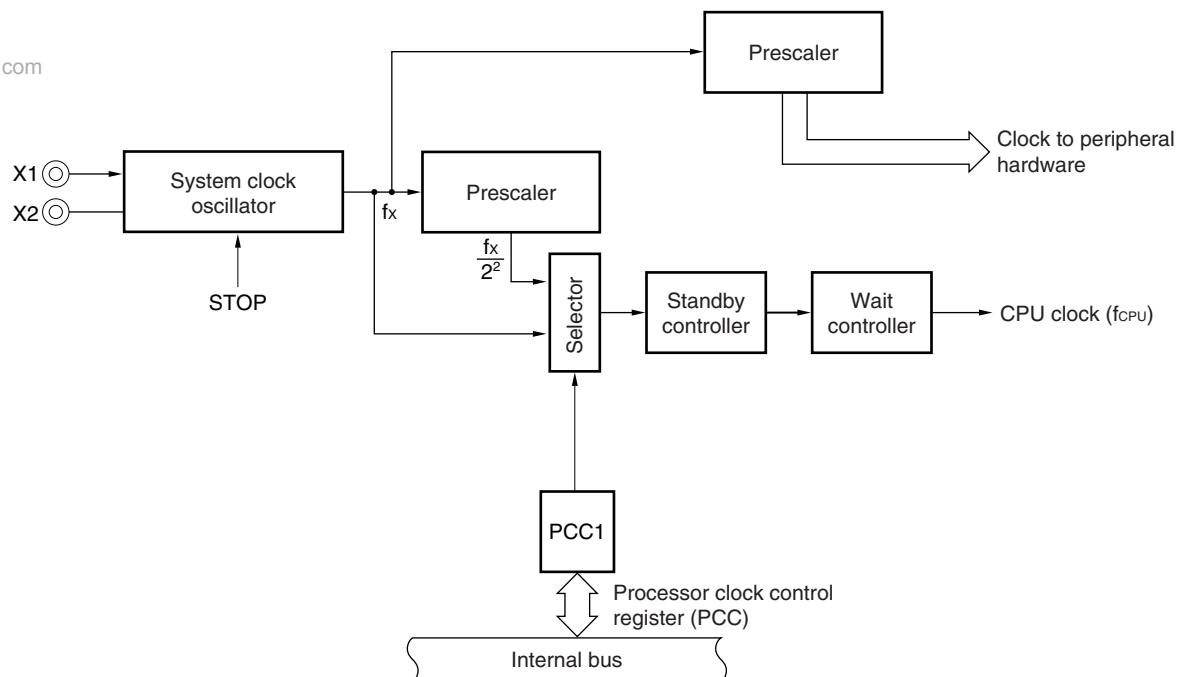 com
Prescaler
Clock to peripheral
hardware
X1
X2
System clock
oscillator
fX
Prescaler
fX
2²
STOP
Selector
Standby
controller
Wait
controller
CPU clock (fCPU)
PCC1
Processor clock control
register (PCC)
Internal bus